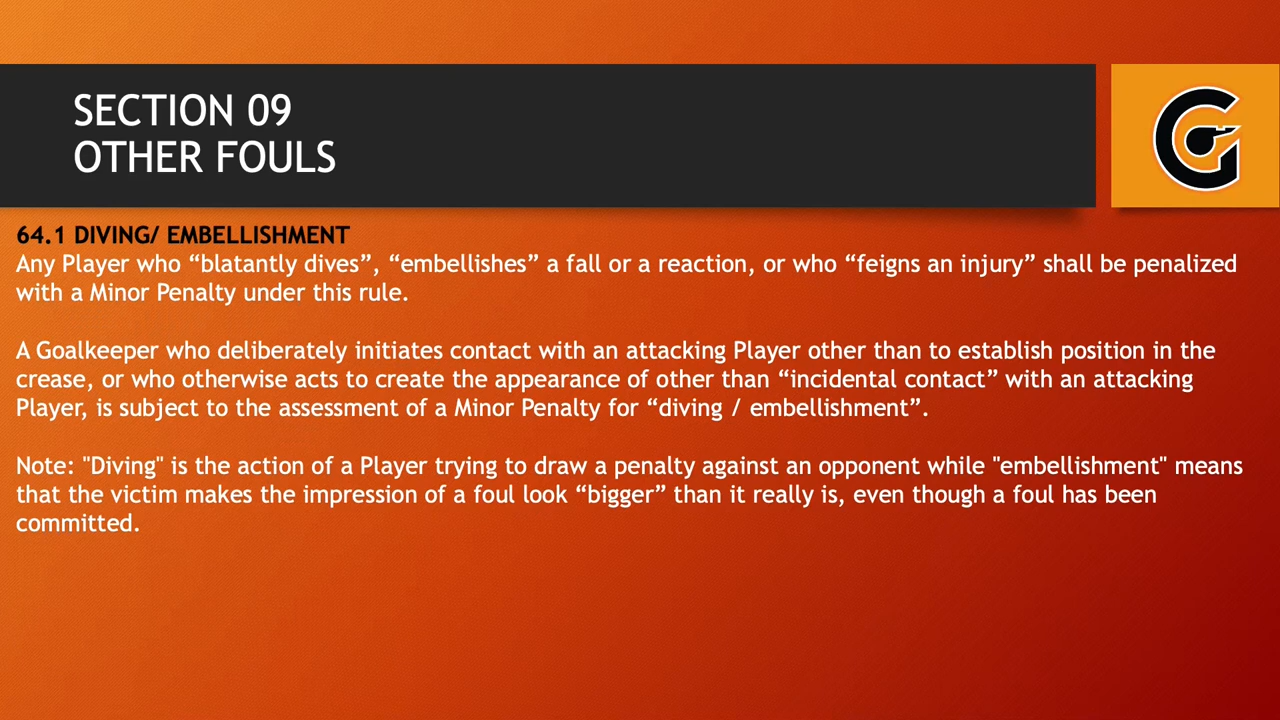 SECTION 09
OTHER FOULS
G
64.1 DIVING/ EMBELLISHMENT
Any Player who “blatantly dives”, “embellishes” a fall or a reaction, or who “feigns an injury” shall be penalized
with a Minor Penalty under this rule.
A Goalkeeper who deliberately initiates contact with an attacking Player other than to establish position in the
crease, or who otherwise acts to create the appearance of other than “incidental contact” with an attacking
Player, is subject to the assessment of a Minor Penalty for “diving / embellishment”.
Note: "Diving" is the action of a Player trying to draw a penalty against an opponent while "embellishment" means
that the victim makes the impression of a foul look “bigger” than it really is, even though a foul has been
committed.